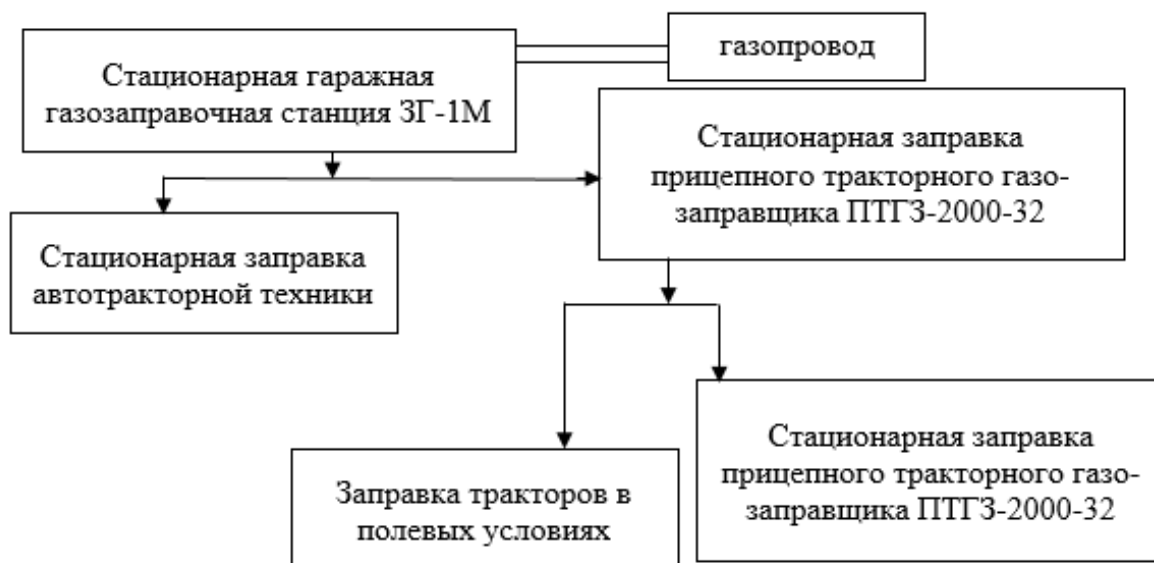 газопровод
Стационарная гаражная
газозаправочная станция ЗГ-1М
Стационарная заправка
прицепного тракторного газо-
заправщика ПТГЗ-2000-32
Стационарная заправка
автотракторной техники
Заправка тракторов в
полевых условиях
Стационарная заправка
прицепного тракторного газо-
заправщика ПТГЗ-2000-32